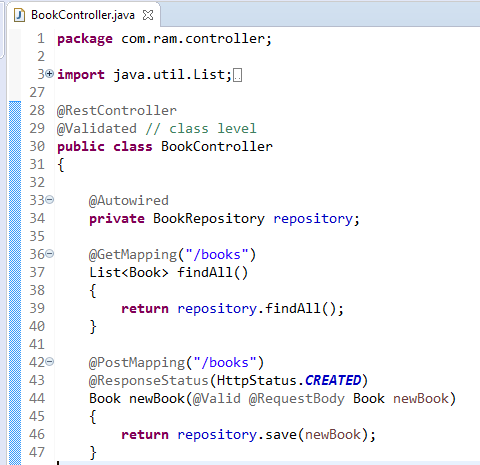 BookController.java
1 package com.ram.controller;
2
3 import java.util.List;
27
28 @RestController
29 @Validated // class level
30 public class BookController
31 {
32
33 @Autowired
34 private BookRepository repository;
35
36 @GetMapping("/books")
37 List<Book> findAll()
38 {
39 return repository.findAll();
40 }
41
42 @PostMapping("/books")
43 @ResponseStatus(HttpStatus.CREATED)
44 Book newBook(@Valid @RequestBody Book newBook)
45 {
46 return repository.save(newBook);
47 }